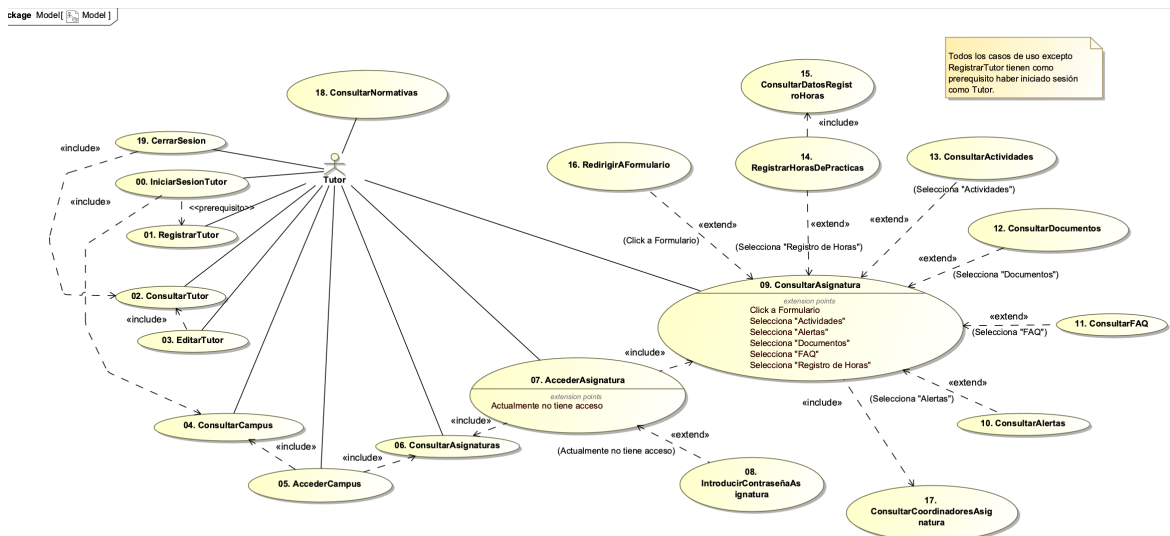 ckage Model[ Model ]
Todos los casos de uso excepto
RegistrarTutor tienen como
prerequisito haber iniciado sesión
como Tutor.
15.
ConsultarDatosRegist
roHoras
18. ConsultarNormativas
«include»
19. CerrarSesion
«include»
16. RedirigirAFormulario
14.
RegistrarHorasDePracticas
13. ConsultarActividades
00. IniciarSesionTutor
Tutor
(Selecciona "Actividades")
«include»
<<prerequisito>>
«extend»
«extend»
«extend»
12. ConsultarDocumentos
01. RegistrarTutor
(Click a Formulario)
(Selecciona "Registro de Horas")
«extend»
(Selecciona "Documentos")
09. ConsultarAsignatura
extension points
Click a Formulario
Selecciona "Actividades"
Selecciona "Alertas"
Selecciona "Documentos"
Selecciona "FAQ"
Selecciona "Registro de Horas"
02. ConsultarTutor
«include»
03. EditarTutor
«extend»
11. ConsultarFAQ
(Selecciona "FAQ")
«include»
07. AccederAsignatura
extension points
Actualmente no tiene acceso
«extend»
(Selecciona "Alertas")
«include»
10. ConsultarAlertas
«include»
04. ConsultarCampus
«include»
06. ConsultarAsignaturas
«extend»
(Actualmente no tiene acceso)
«include»
05. AccederCampus
08.
IntroducirContraseñaAs
ignatura
17.
ConsultarCoordinadoresAsig
natura